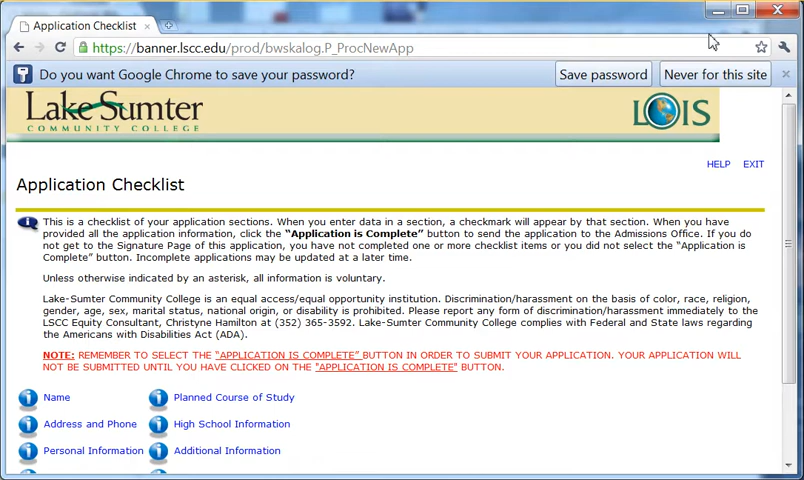 Application Checklist
https://banner.lscc.edu/prod/bwskalog.P_ProcNewApp
Do you want Google Chrome to save your password?
Save password
Never for this site
Lake-Sumter
COMMUNITY COLLEGE
LOIS
HELP
EXIT
Application Checklist
This is a checklist of your application sections. When you enter data in a section, a checkmark will appear by that section. When you have
provided all the application information, click the “Application is Complete” button to send the application to the Admissions Office. If you do
not get to the Signature Page of this application, you have not completed one or more checklist items or you did not select the “Application is
Complete” button. Incomplete applications may be updated at a later time.
Unless otherwise indicated by an asterisk, all information is voluntary.
Lake-Sumter Community College is an equal access/equal opportunity institution. Discrimination/harassment on the basis of color, race, religion,
gender, age, sex, marital status, national origin, or disability is prohibited. Please report any form of discrimination/harassment immediately to the
LSCC Equity Consultant, Christyne Hamilton at (352) 365-3592. Lake-Sumter Community College complies with Federal and State laws regarding
the Americans with Disabilities Act (ADA).
NOTE: REMEMBER TO SELECT THE “APPLICATION IS COMPLETE” BUTTON IN ORDER TO SUBMIT YOUR APPLICATION. YOUR APPLICATION WILL
NOT BE SUBMITTED UNTIL YOU HAVE CLICKED ON THE "APPLICATION IS COMPLETE" BUTTON.
Name
Planned Course of Study
Address and Phone
High School Information
Personal Information
Additional Information